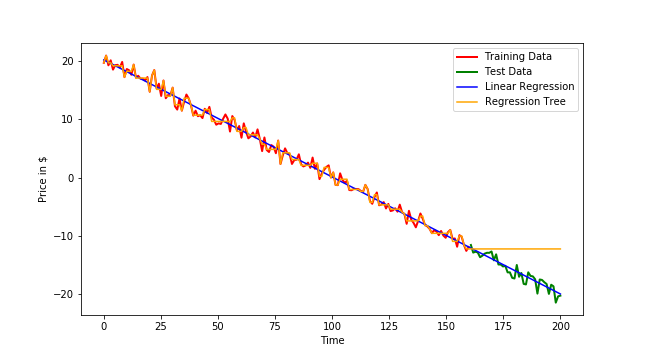 Training Data
Test Data
Linear Regression
Regression Tree
20
10
0
−10
−20
Price in $
0 25 50 75 100 125 150 175 200
Time